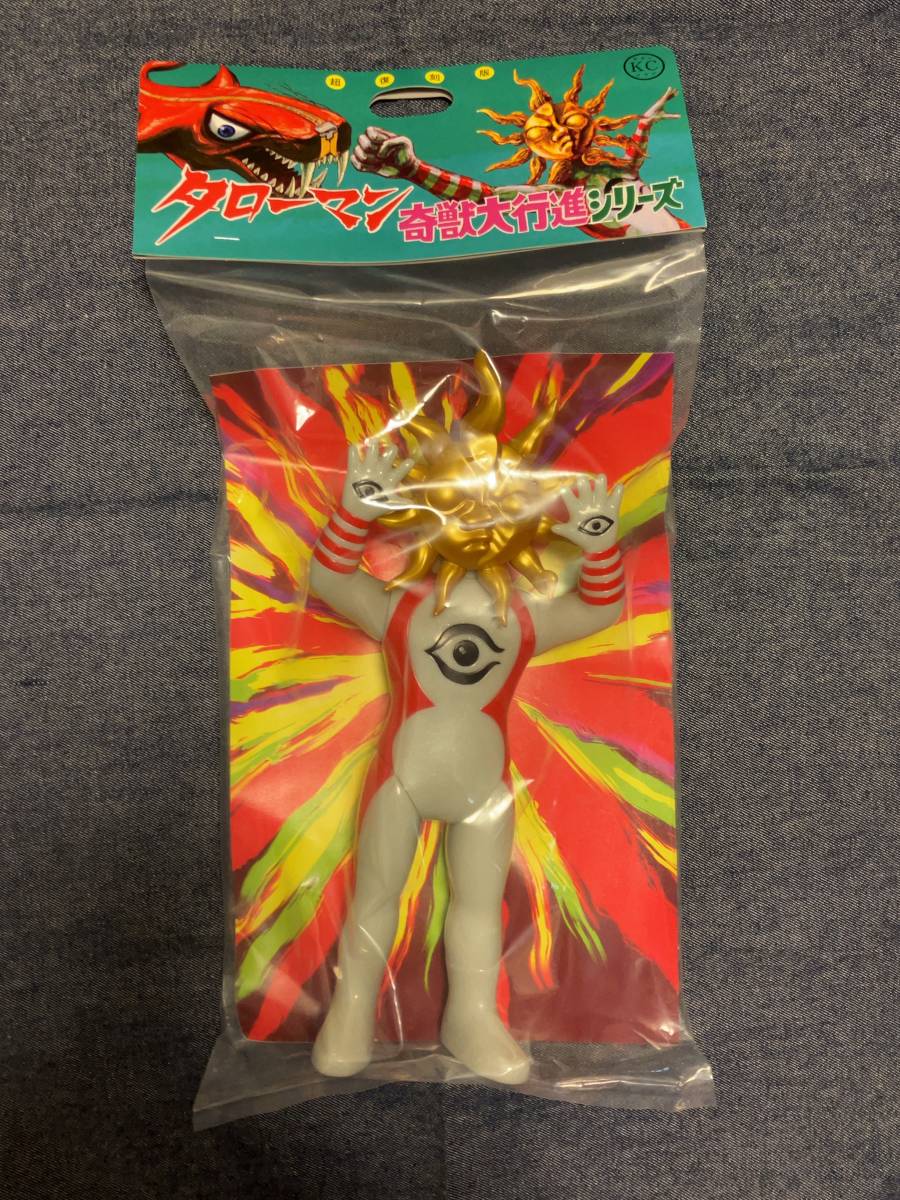 超復刻版
KC
タローマン
奇獣大行進シリーズ